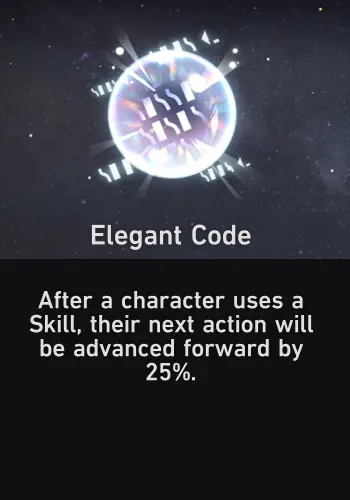 Elegant Code
After a character uses a
Skill, their next action will
be advanced forward by
25%.